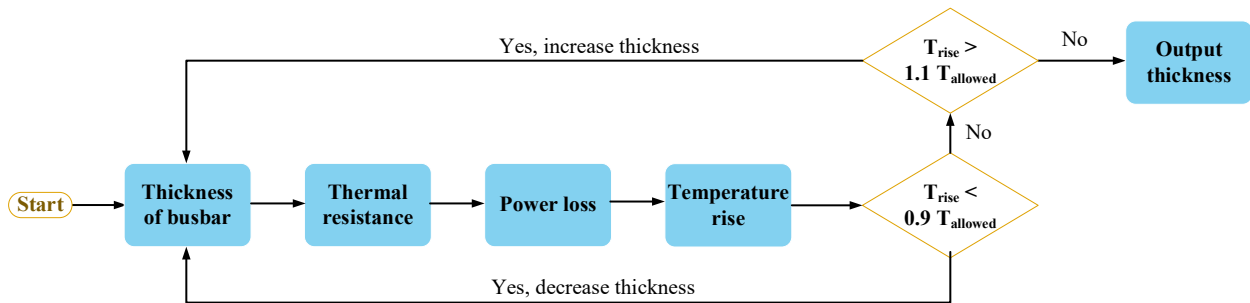 Yes, increase thickness
T_rise >
1.1 T_allowed
No
Output
thickness
No
Start
Thickness
of busbar
Thermal
resistance
Power loss
Temperature
rise
T_rise <
0.9 T_allowed
Yes, decrease thickness